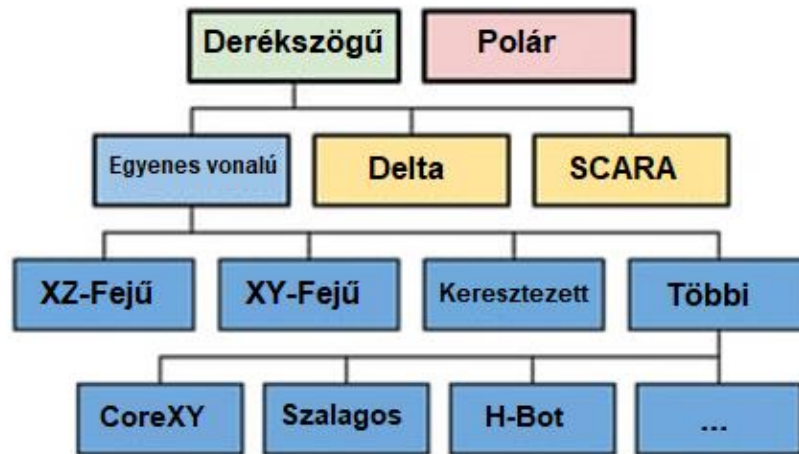 Derékszögű
Polár
Egyenes vonalú
Delta
SCARA
XZ-Fejű
XY-Fejű
Keresztezett
Többi
CoreXY
Szalagos
H-Bot
...